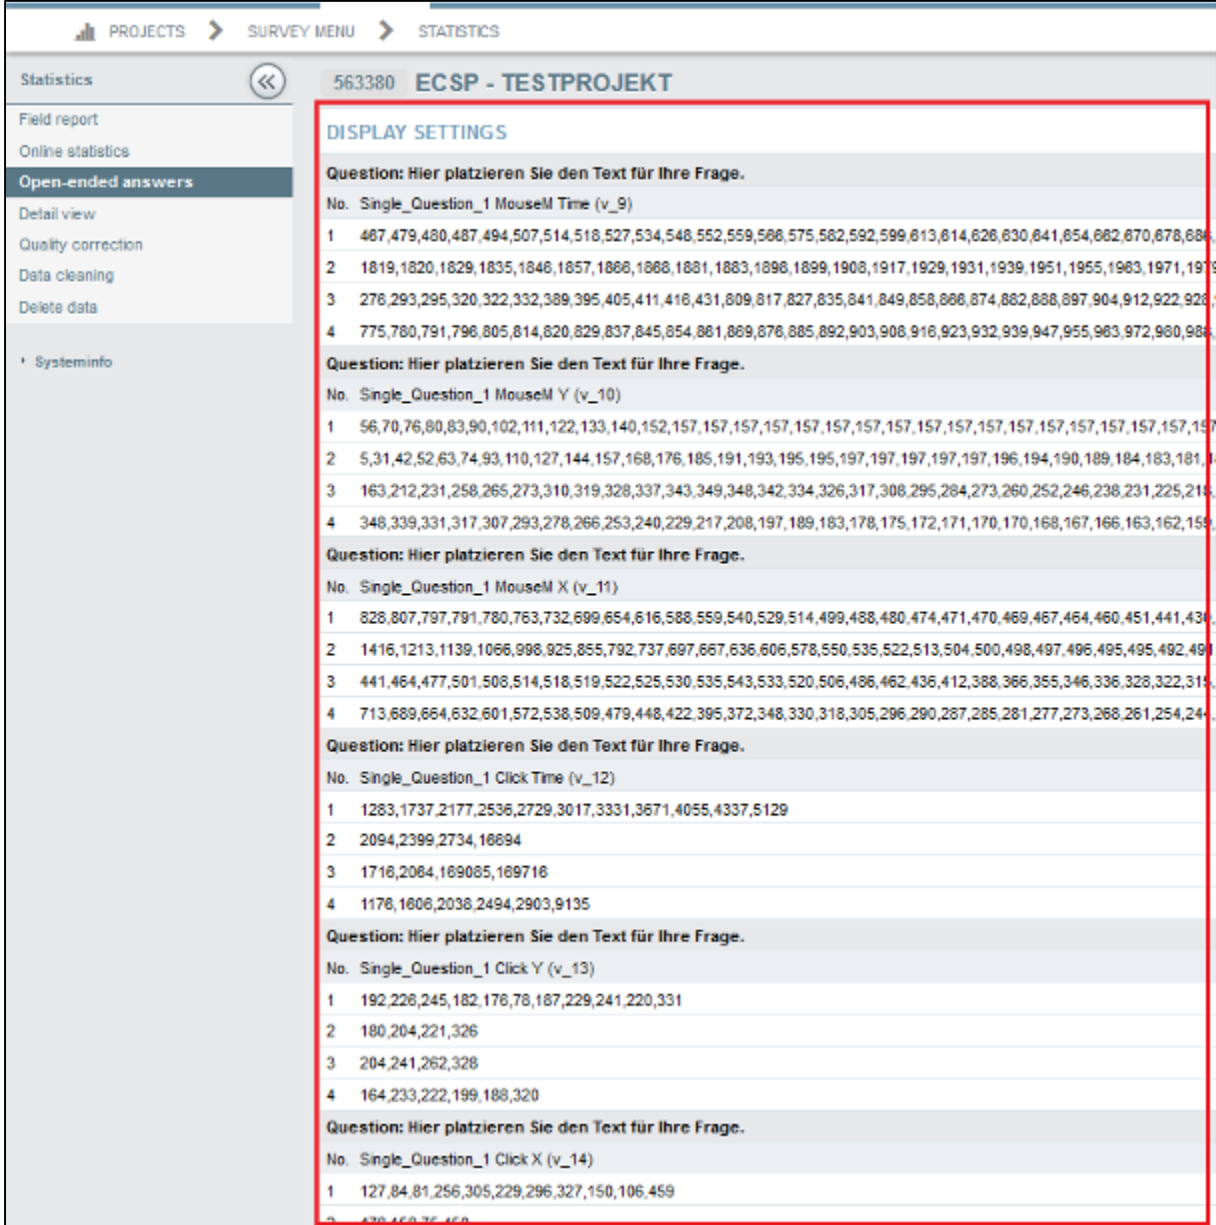 PROJECTS > SURVEY MENU > STATISTICS
Statistics
Field report
Online statistics
Open-ended answers
Detail view
Quality correction
Data cleaning
Delete data
Systeminfo
563380 ECSP - TESTPROJEKT
DISPLAY SETTINGS
Question: Hier platzieren Sie den Text für Ihre Frage.
No. Single_Question_1 MouseM Time (v_9)
1 467,479,480,487,494,507,514,518,527,534,548,552,559,566,575,582,592,599,613,614,626,630,641,654,662,670,678,686,
2 1819,1820,1829,1835,1846,1857,1866,1868,1881,1883,1898,1899,1908,1917,1929,1931,1939,1951,1955,1963,1971,1979
3 276,293,295,320,322,332,389,395,405,411,416,431,809,817,827,835,841,849,858,866,874,882,888,897,904,912,922,928,
4 775,780,791,796,805,814,820,829,837,845,854,861,869,876,885,892,903,908,916,923,932,939,947,955,963,972,980,988,
Question: Hier platzieren Sie den Text für Ihre Frage.
No. Single_Question_1 MouseM Y (v_10)
1 56,70,76,80,83,90,102,111,122,133,140,152,157,157,157,157,157,157,157,157,157,157,157,157,157,157,157,157,157,157
2 5,31,42,52,63,74,93,110,127,144,157,168,176,185,191,193,195,195,197,197,197,197,197,196,194,190,189,184,183,181,
3 163,212,231,258,265,273,310,319,328,337,343,349,348,342,334,326,317,308,295,284,273,260,252,246,238,231,225,218,
4 348,339,331,317,307,293,278,266,253,240,229,217,208,197,189,183,178,175,172,171,170,170,168,167,166,163,162,159,
Question: Hier platzieren Sie den Text für Ihre Frage.
No. Single_Question_1 MouseM X (v_11)
1 828,807,797,791,780,763,732,699,654,616,588,559,540,529,514,499,488,480,474,471,470,469,467,464,460,451,441,430,
2 1416,1213,1139,1066,998,925,855,792,737,697,667,636,606,578,550,535,522,513,504,500,498,497,496,495,495,492,491
3 441,464,477,501,508,514,518,519,522,525,530,535,543,533,520,506,486,462,436,412,388,366,355,346,336,328,322,315,
4 713,689,664,632,601,572,538,509,479,448,422,395,372,348,330,318,305,296,290,287,285,281,277,273,268,261,254,244,
Question: Hier platzieren Sie den Text für Ihre Frage.
No. Single_Question_1 Click Time (v_12)
1 1283,1737,2177,2536,2729,3017,3331,3671,4055,4337,5129
2 2094,2399,2734,16694
3 1716,2064,169085,169716
4 1176,1606,2038,2494,2903,9135
Question: Hier platzieren Sie den Text für Ihre Frage.
No. Single_Question_1 Click Y (v_13)
1 192,226,245,182,176,78,187,229,241,220,331
2 180,204,221,326
3 204,241,262,328
4 164,233,222,199,188,320
Question: Hier platzieren Sie den Text für Ihre Frage.
No. Single_Question_1 Click X (v_14)
1 127,84,81,256,305,229,296,327,150,106,459